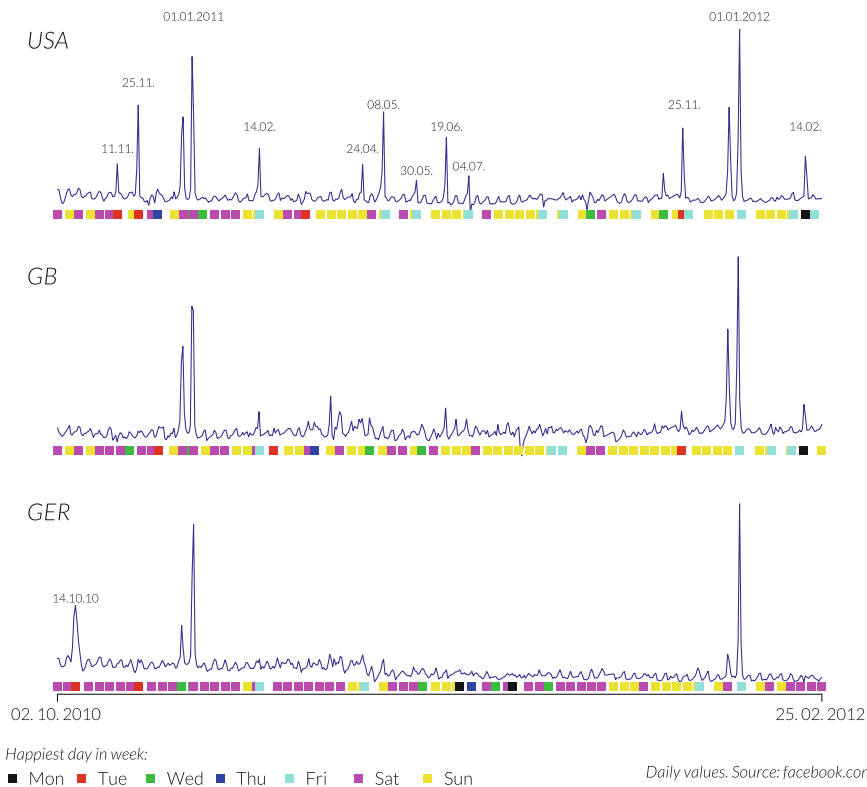 01.01.2011
01.01.2012
USA
25.11.
08.05.
25.11.
14.02.
19.06.
14.02.
11.11.
24.04.
30.05.
04.07.
GB
GER
14.10.10
02. 10. 2010
25. 02. 2012
Happiest day in week:
Mon Tue Wed Thu Fri Sat Sun
Daily values. Source: facebook.com